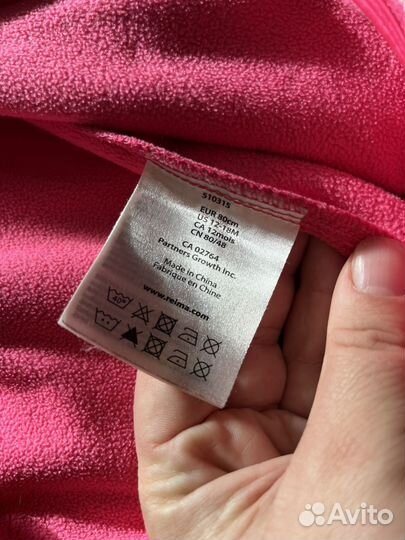 510315
EUR 80cm
US 12-18M
CA 12mois
CN 80/48
CA 02764
Partners Growth Inc.
Made in China
Fabriqué en Chine
www.reima.com
40°
Avito